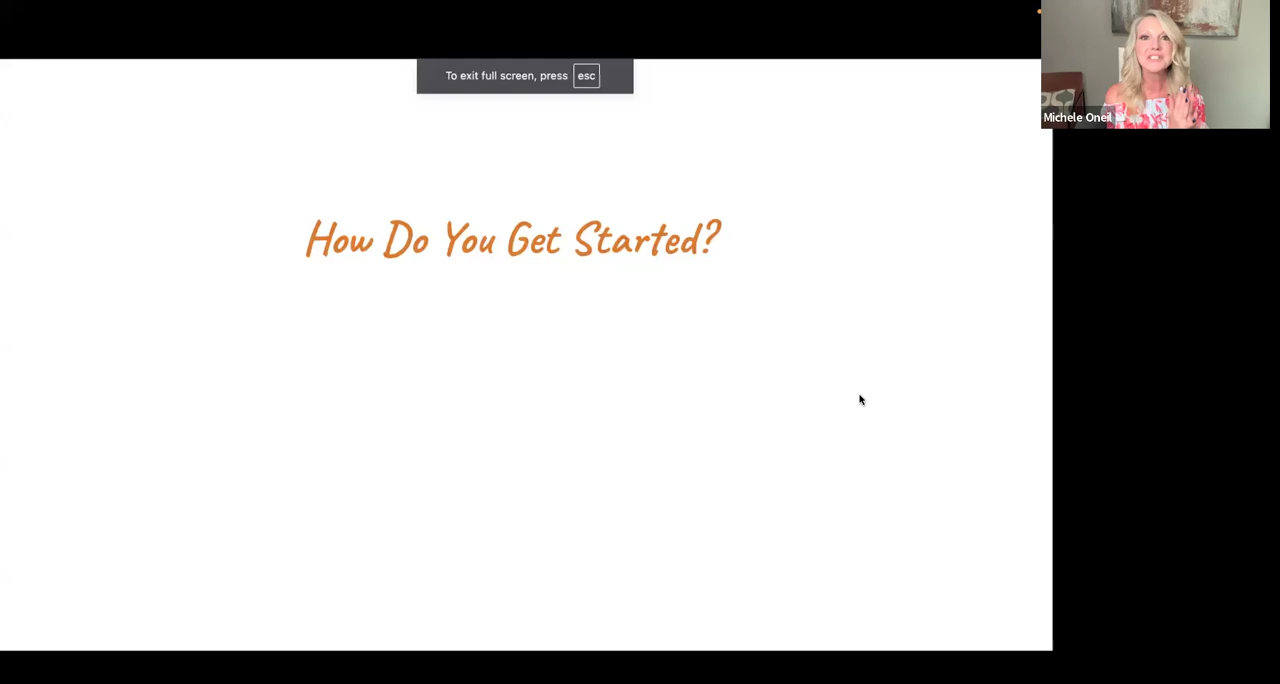 To exit full screen, press esc
Michele Oneil
How Do You Get Started?